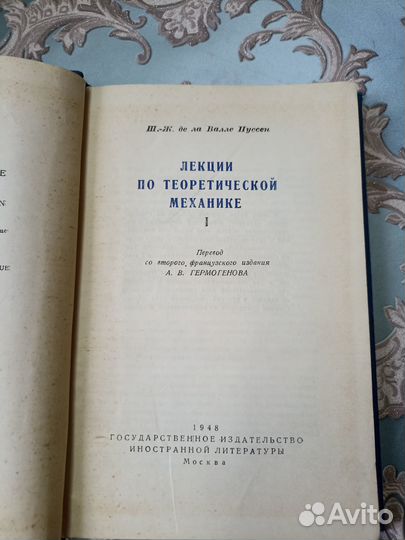 Ш.-Ж. де ла Валле Пуссен
ЛЕКЦИИ
ПО ТЕОРЕТИЧЕСКОЙ
МЕХАНИКЕ
I
Перевод
со второго французского издания
А. В. ГЕРМОГЕНОВА
1948
ГОСУДАРСТВЕННОЕ ИЗДАТЕЛЬСТВО
ИНОСТРАННОЙ ЛИТЕРАТУРЫ
Москва
Avito